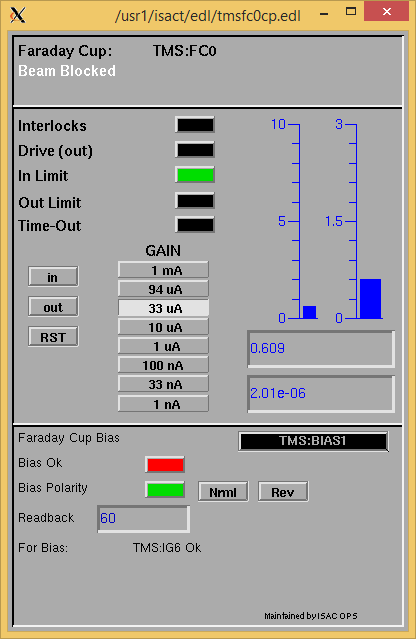 /usr1/isact/edl/tmsfc0cp.edl
Faraday Cup: TMS:FC0
Beam Blocked
Interlocks
Drive (out)
In Limit
Out Limit
Time-Out
10
5
0
3
1.5
0
GAIN
1 mA
94 uA
33 uA
10 uA
1 uA
100 nA
33 nA
1 nA
in
out
RST
0.609
2.01e-06
Faraday Cup Bias TMS:BIAS1
Bias Ok
Bias Polarity Nrml Rev
Readback 60
For Bias: TMS:IG6 Ok
Maintained by ISAC OPS